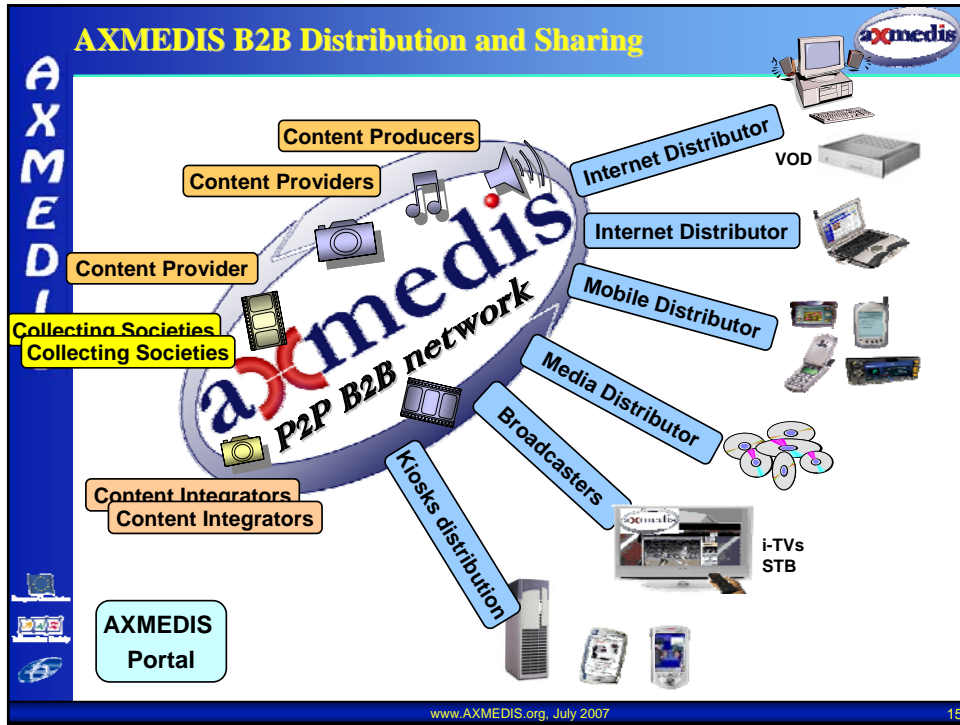 AXMEDIS B2B Distribution and Sharing
axmedis
AXMEDI
Content Producers
Content Providers
Content Provider
Collecting Societies
Collecting Societies
Content Integrators
Content Integrators
axmedis
P2P B2B network
Internet Distributor
VOD
Internet Distributor
Mobile Distributor
Media Distributor
Broadcasters
Kiosks distribution
axmedis
i-TVs
STB
AXMEDIS
Portal
www.AXMEDIS.org, July 2007
15